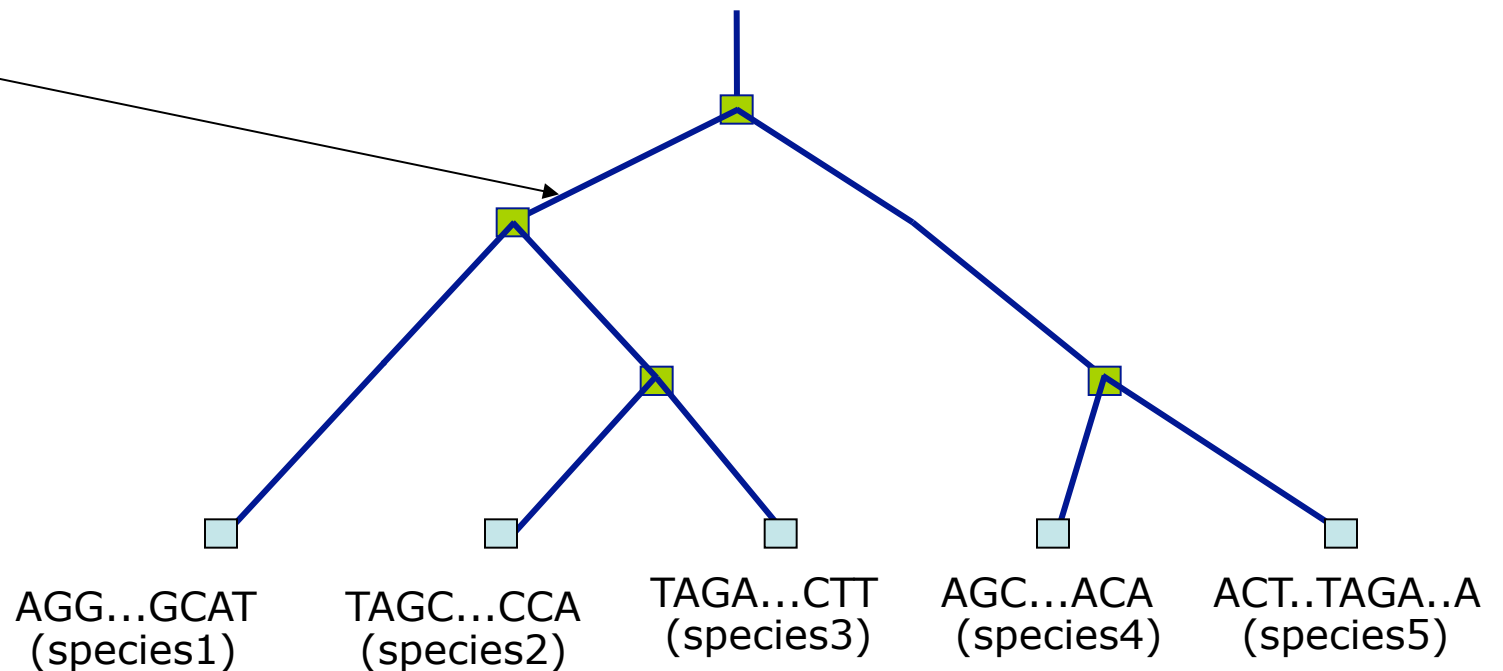 AGG...GCAT
(species1)
TAGC...CCA
(species2)
TAGA...CTT
(species3)
AGC...ACA
(species4)
ACT..TAGA..A
(species5)